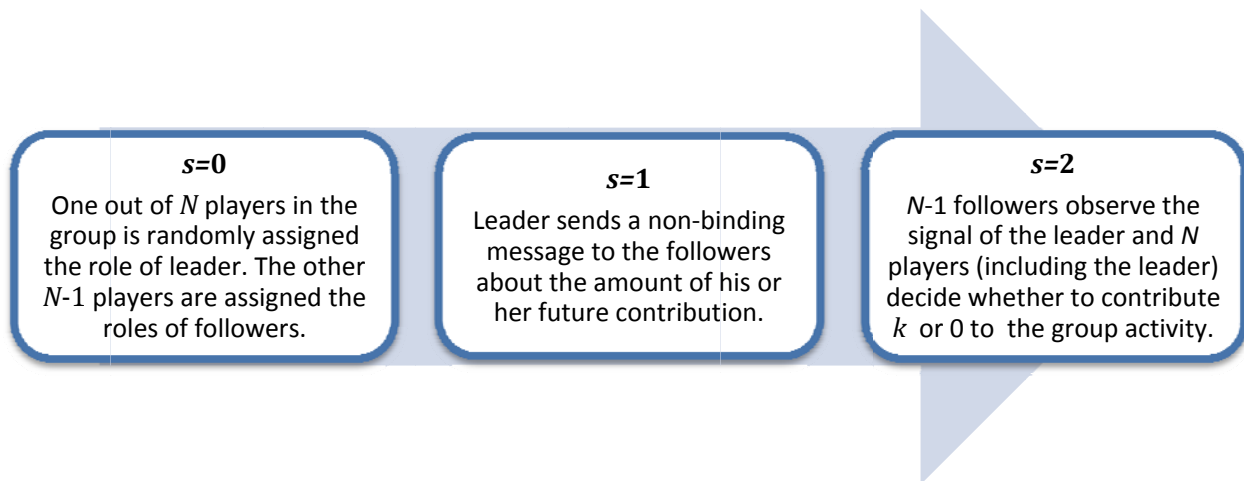 s=0
One out of N players in the
group is randomly assigned
the role of leader. The other
N-1 players are assigned the
roles of followers.
s=1
Leader sends a non-binding
message to the followers
about the amount of his or
her future contribution.
s=2
N-1 followers observe the
signal of the leader and N
players (including the leader)
decide whether to contribute
k or 0 to the group activity.